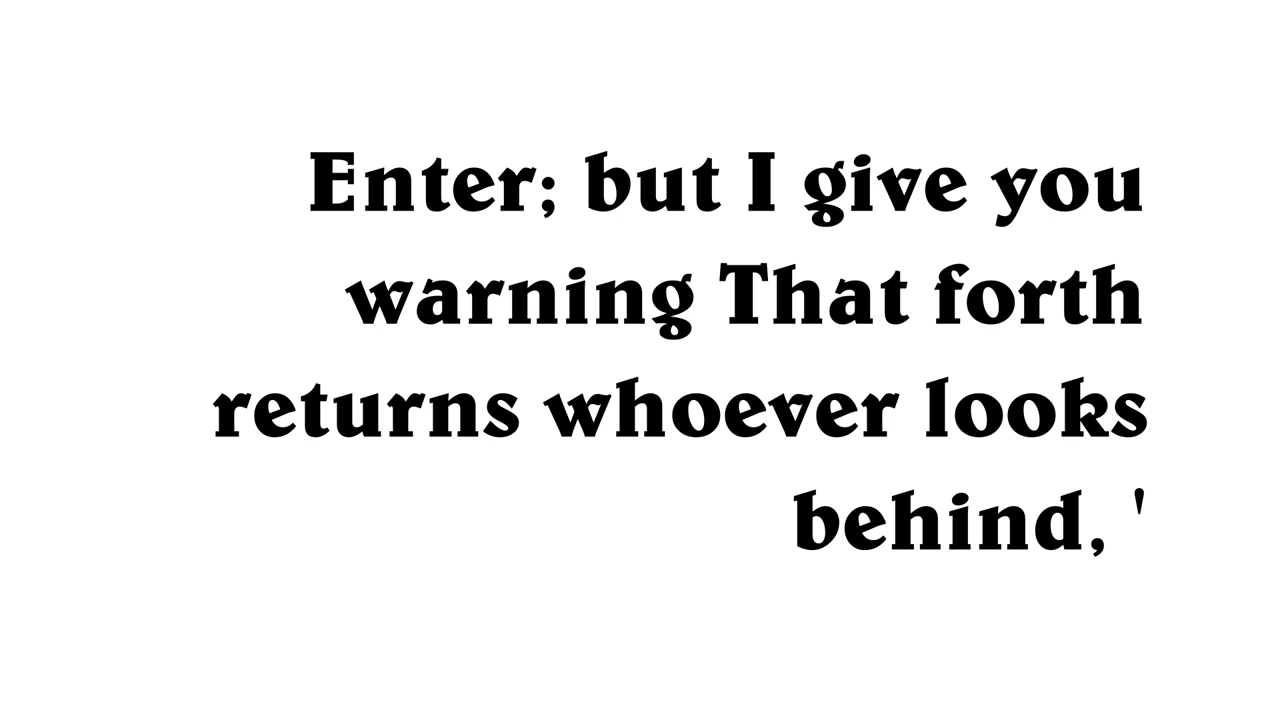 Enter; but I give you
warning That forth
returns whoever looks
behind, '